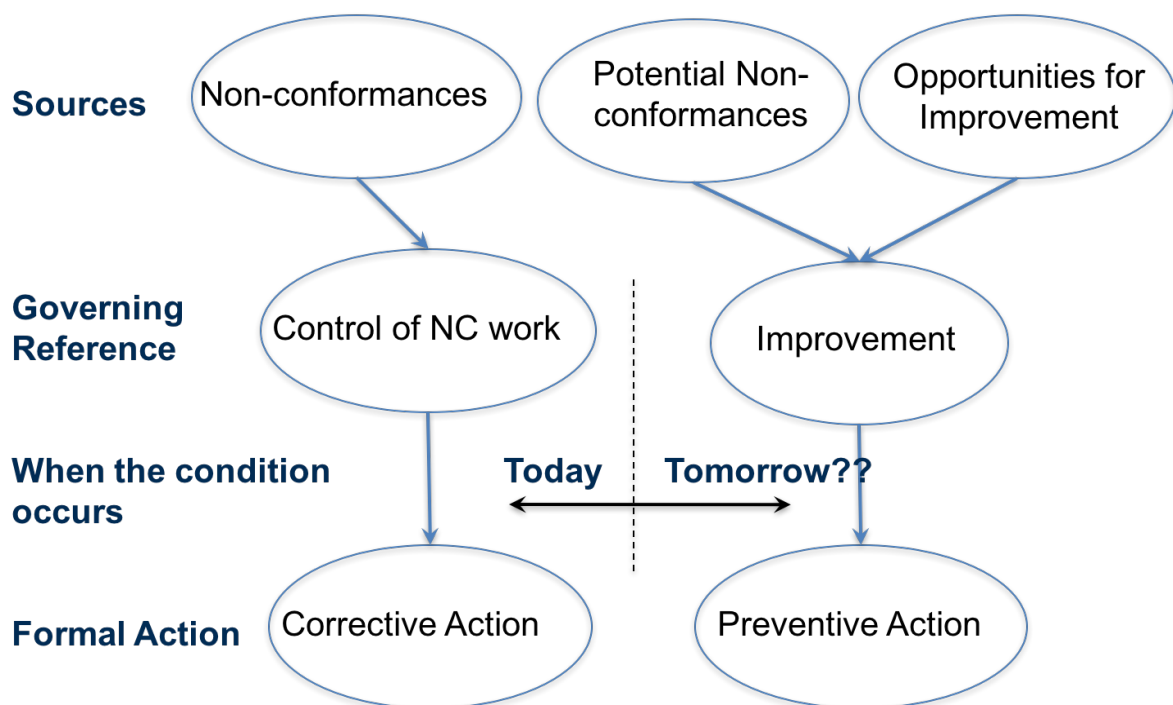 Sources
Non-conformances
Potential Non-
conformances
Opportunities for
Improvement
Governing
Reference
Control of NC work
Improvement
When the condition
occurs
Today
Tomorrow??
Formal Action
Corrective Action
Preventive Action